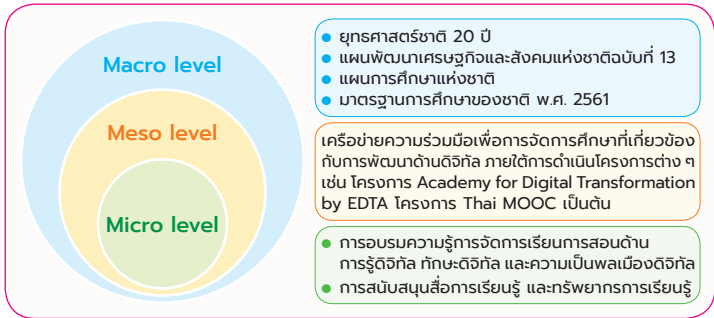 Macro level
Meso level
Micro level
● ยุทธศาสตร์ชาติ 20 ปี
● แผนพัฒนาเศรษฐกิจและสังคมแห่งชาติฉบับที่ 13
● แผนการศึกษาแห่งชาติ
● มาตรฐานการศึกษาของชาติ พ.ศ. 2561
เครือข่ายความร่วมมือเพื่อการจัดการศึกษาที่เกี่ยวข้อง
กับการพัฒนาด้านดิจิทัล ภายใต้การดำเนินโครงการต่าง ๆ
เช่น โครงการ Academy for Digital Transformation
by EDTA โครงการ Thai MOOC เป็นต้น
● การอบรมความรู้การจัดการเรียนการสอนด้าน
การรู้ดิจิทัล ทักษะดิจิทัล และความเป็นพลเมืองดิจิทัล
● การสนับสนุนสื่อการเรียนรู้ และทรัพยากรการเรียนรู้